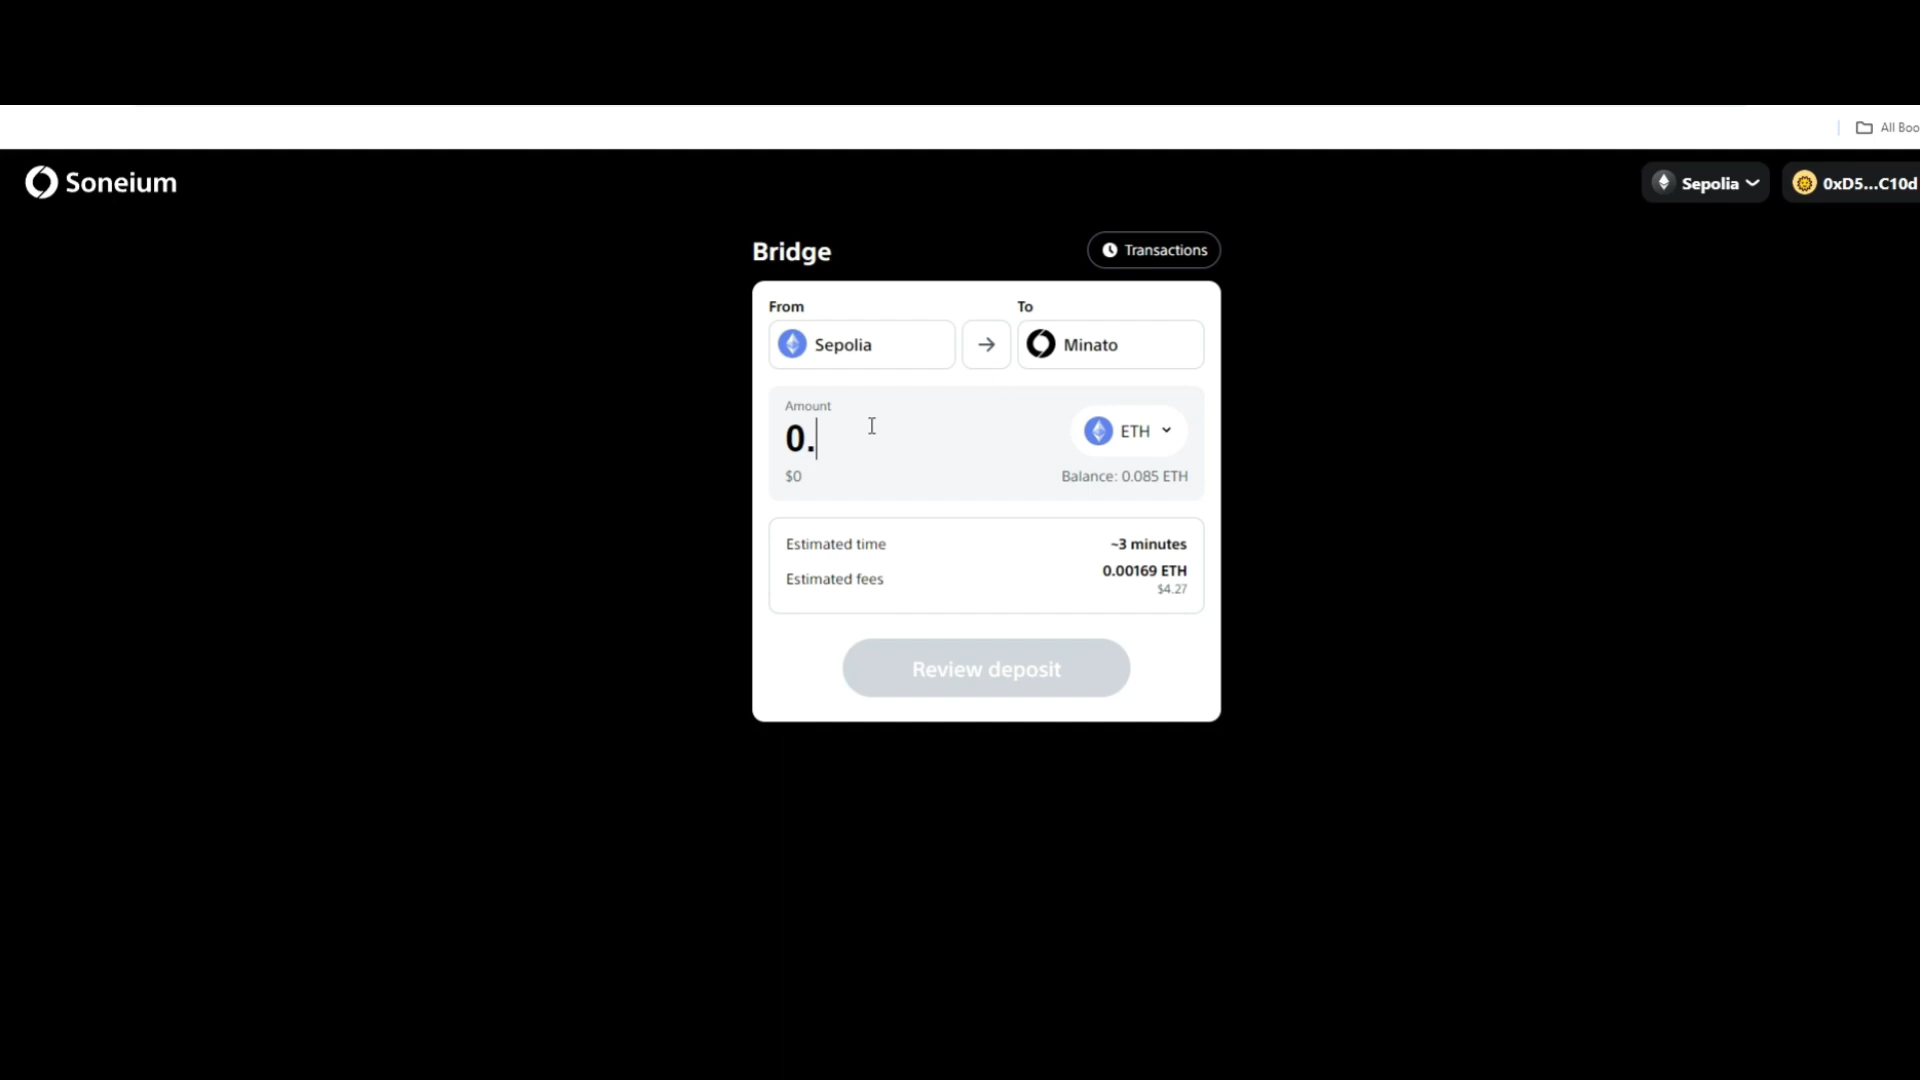 All Boo
Soneium
Sepolia
0xD5...C10d
Bridge
Transactions
From
To
Sepolia
Minato
Amount
0.
ETH
$0
Balance: 0.085 ETH
Estimated time
~3 minutes
Estimated fees
0.00169 ETH
$4.27
Review deposit